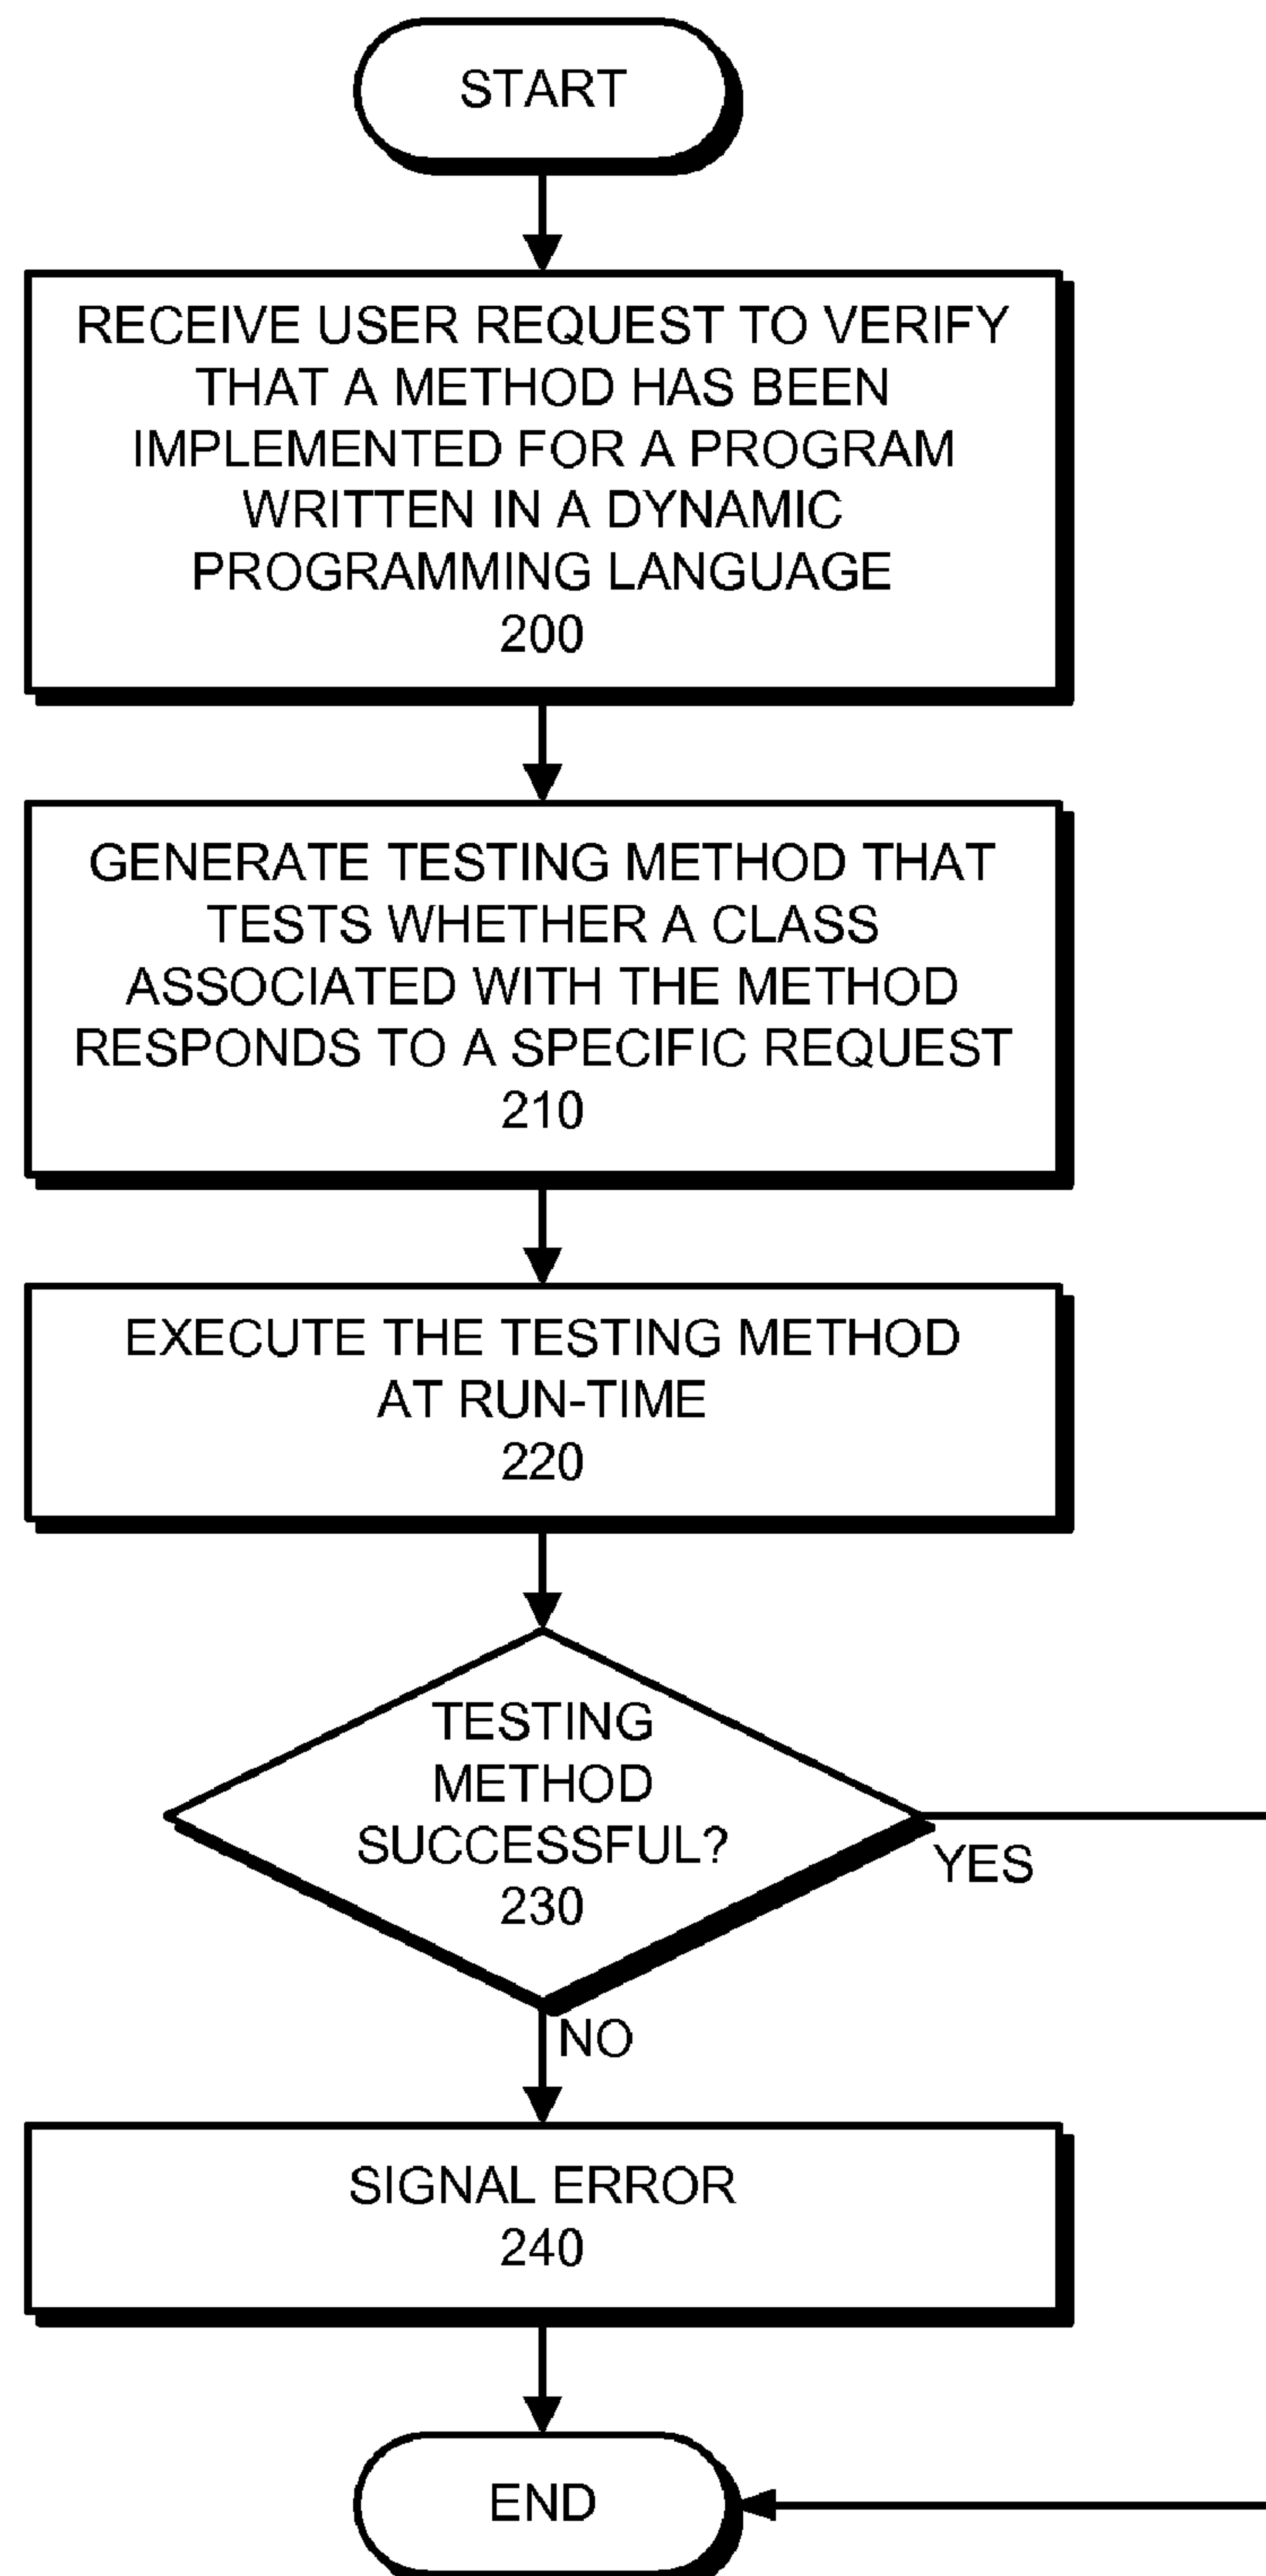 START
RECEIVE USER REQUEST TO VERIFY
THAT A METHOD HAS BEEN
IMPLEMENTED FOR A PROGRAM
WRITTEN IN A DYNAMIC
PROGRAMMING LANGUAGE
200
GENERATE TESTING METHOD THAT
TESTS WHETHER A CLASS
ASSOCIATED WITH THE METHOD
RESPONDS TO A SPECIFIC REQUEST
210
EXECUTE THE TESTING METHOD
AT RUN-TIME
220
TESTING
METHOD
SUCCESSFUL?
230
YES
NO
SIGNAL ERROR
240
END